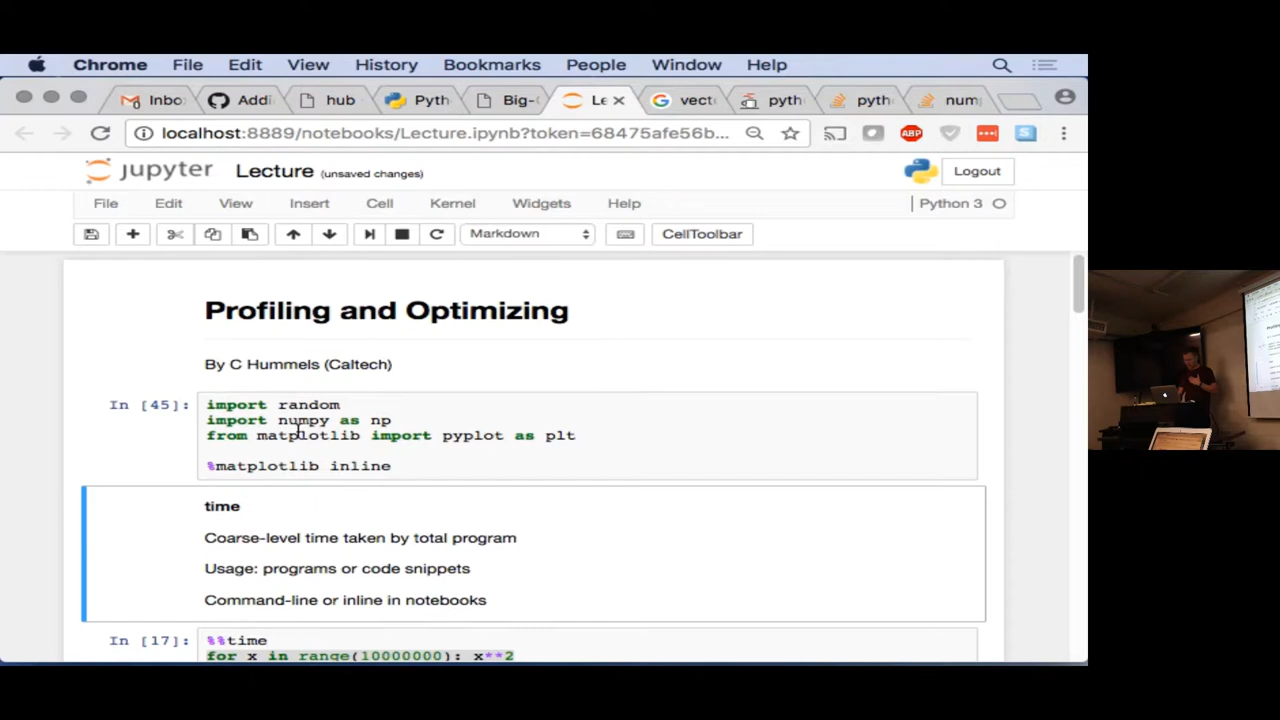 Chrome File Edit View History Bookmarks People Window Help
Inbo Addi hub Pyth Big- Le vect pyth pyth num
localhost:8889/notebooks/Lecture.ipynb?token=68475afe56b...
ABP
S
jupyter Lecture (unsaved changes) Logout
File Edit View Insert Cell Kernel Widgets Help Python 3
Markdown CellToolbar
Profiling and Optimizing
By C Hummels (Caltech)
In [45]: import random
import numpy as np
from matplotlib import pyplot as plt
%matplotlib inline
time
Coarse-level time taken by total program
Usage: programs or code snippets
Command-line or inline in notebooks
In [17]: %%time
for x in range(10000000): x**2